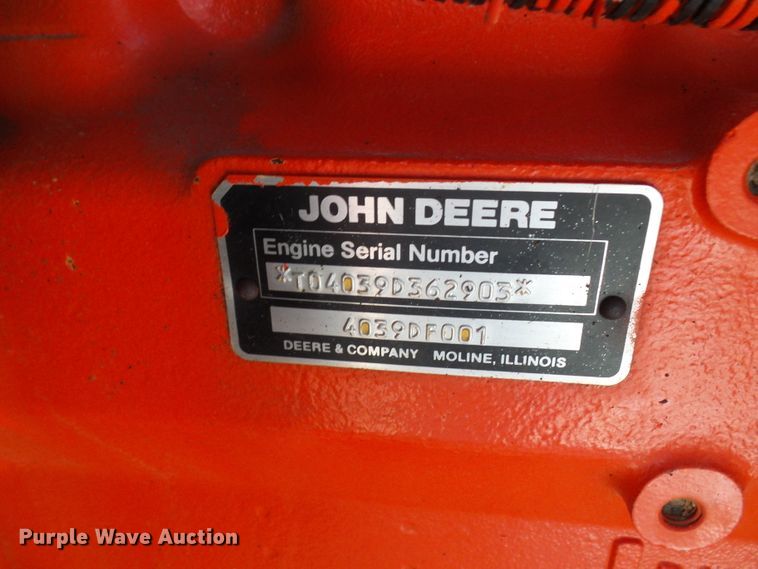 JOHN DEERE
Engine Serial Number
*T04039D362903*
4039DF001
DEERE & COMPANY MOLINE, ILLINOIS
Purple Wave Auction